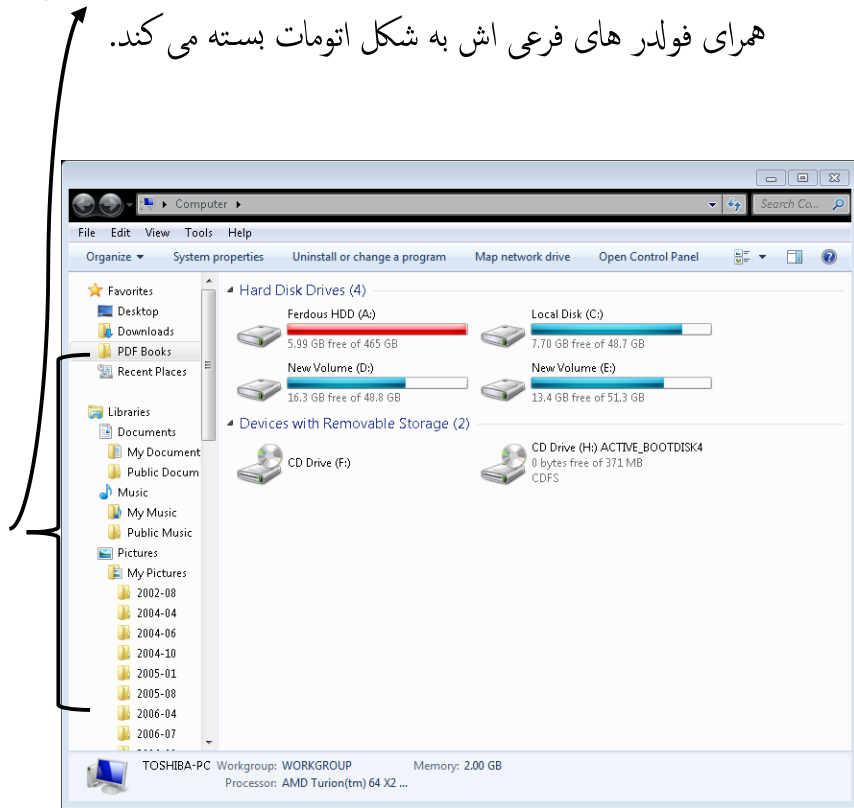 همرای فولدر های فرعی اش به شکل اتومات بسته می کند.
Computer
Search Co...
File Edit View Tools Help
Organize System properties Uninstall or change a program Map network drive Open Control Panel
Favorites
Desktop
Downloads
PDF Books
Recent Places
Libraries
Documents
My Document
Public Docum
Music
My Music
Public Music
Pictures
My Pictures
2002-08
2004-04
2004-06
2004-10
2005-01
2005-08
2006-04
2006-07
Hard Disk Drives (4)
Ferdous HDD (A:)
5.99 GB free of 465 GB
Local Disk (C:)
7.70 GB free of 48.7 GB
New Volume (D:)
16.3 GB free of 48.8 GB
New Volume (E:)
13.4 GB free of 51.3 GB
Devices with Removable Storage (2)
CD Drive (F:)
CD Drive (H:) ACTIVE_BOOTDISK4
0 bytes free of 371 MB
CDFS
TOSHIBA-PC Workgroup: WORKGROUP Memory: 2.00 GB
Processor: AMD Turion(tm) 64 X2 ...